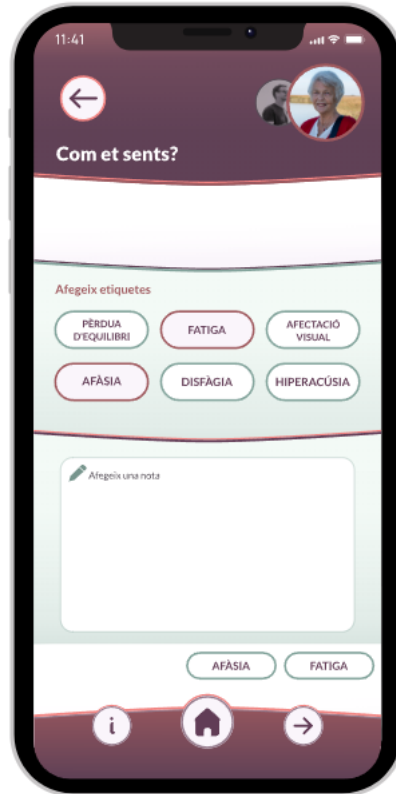 11:41
Com et sents?
Afegeix etiquetes
PÈRDUA
D'EQUILIBRI
FATIGA
AFECTACIÓ
VISUAL
AFÀSIA
DISFÀGIA
HIPERACÚSIA
Afegeix una nota
AFÀSIA
FATIGA
i